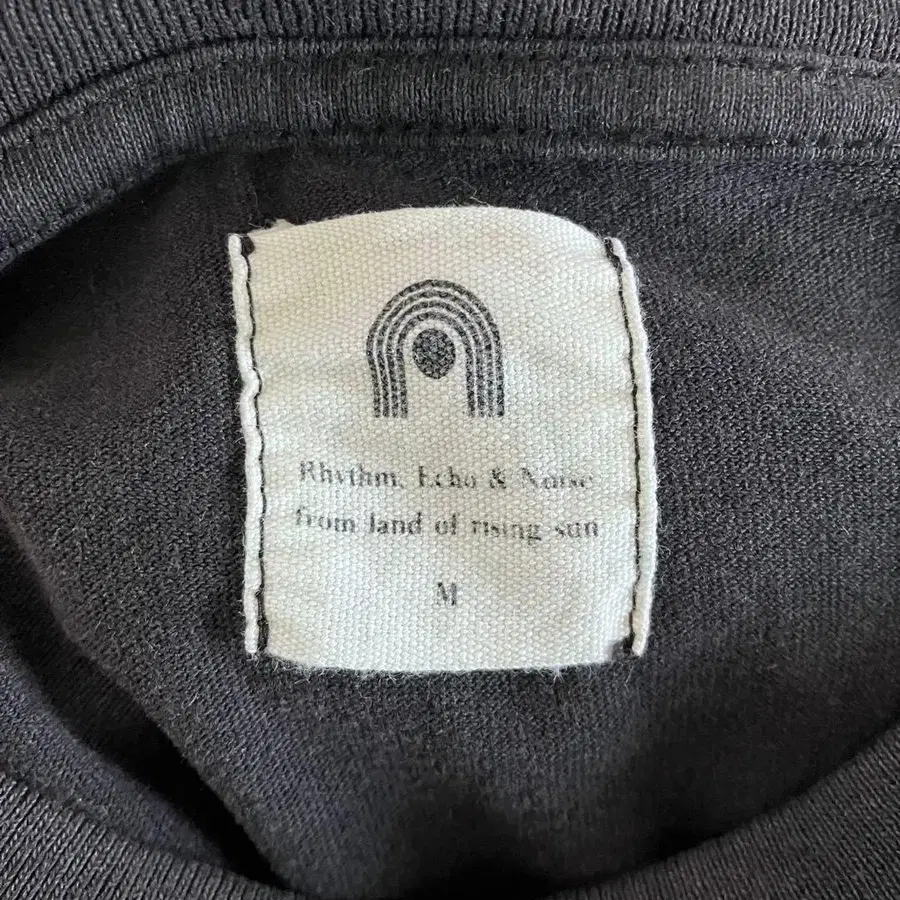 Rhythm, Echo & Noise
from land of rising sun
M